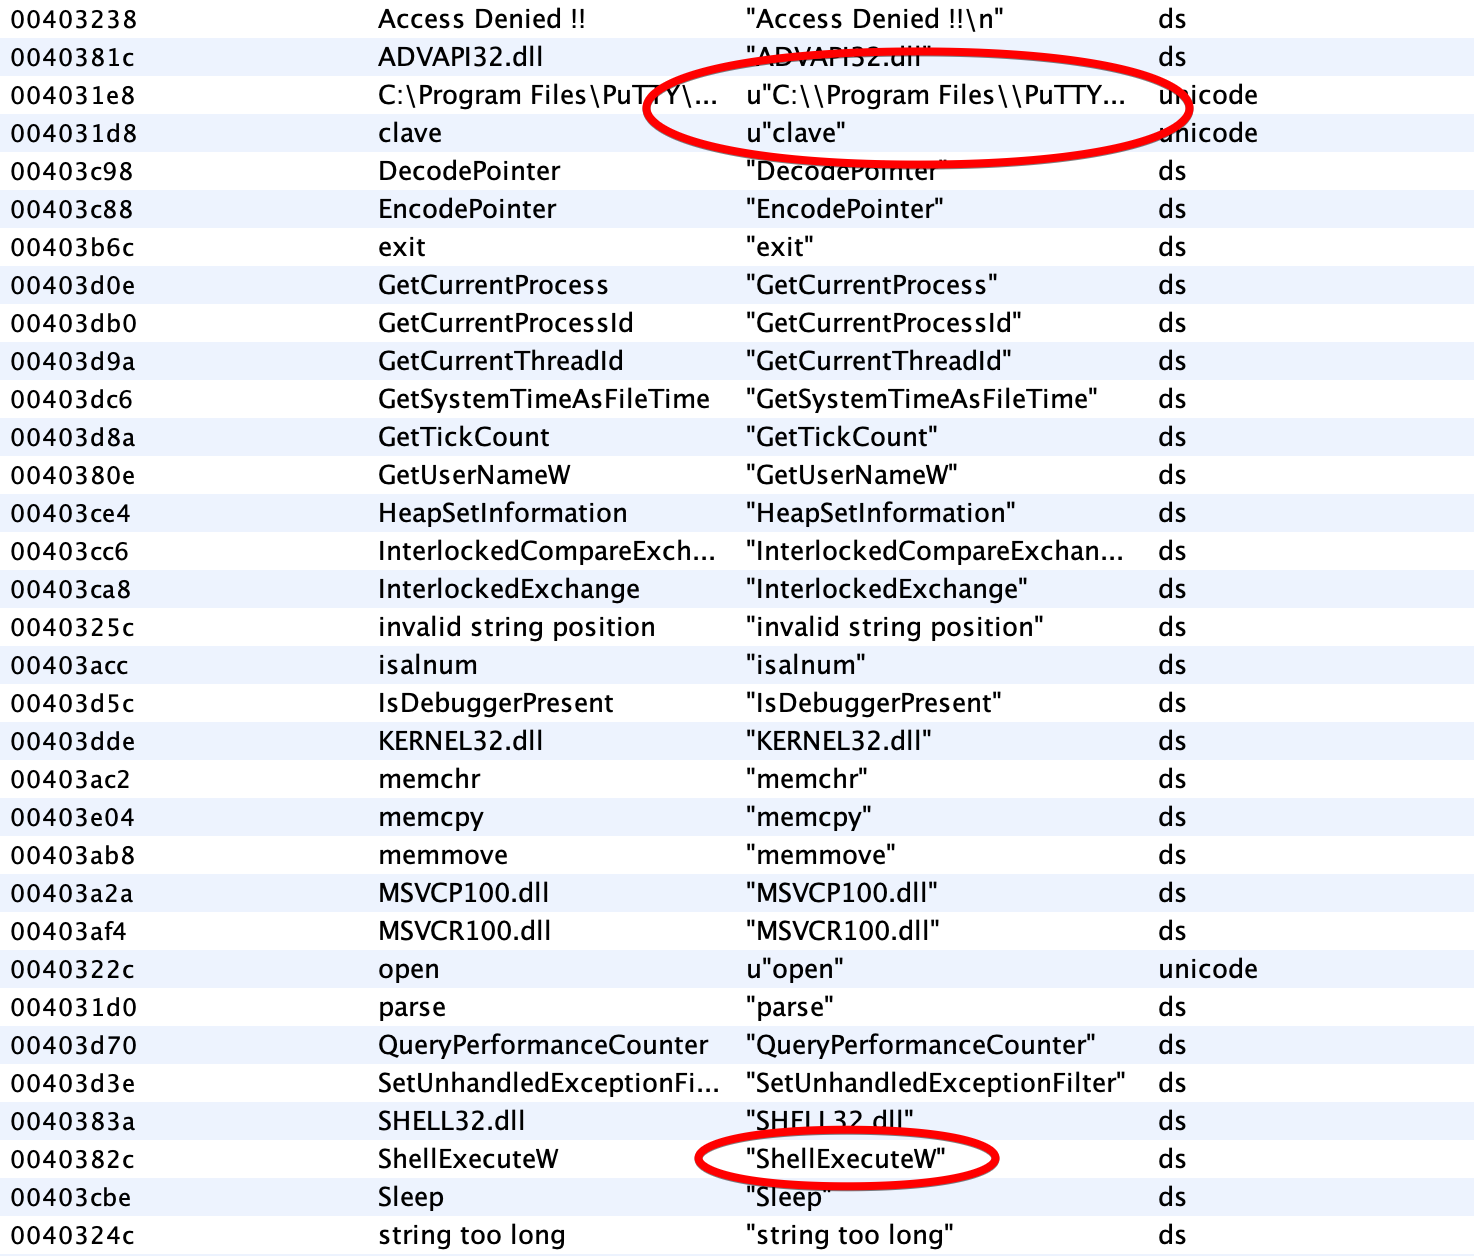 00403238 Access Denied !! "Access Denied !!\n" ds
0040381c ADVAPI32.dll "ADVAPI32.dll" ds
004031e8 C:\Program Files\PuTTY\... u"C:\\Program Files\\PuTTY... unicode
004031d8 clave u"clave" unicode
00403c98 DecodePointer "DecodePointer" ds
00403c88 EncodePointer "EncodePointer" ds
00403b6c exit "exit" ds
00403d0e GetCurrentProcess "GetCurrentProcess" ds
00403db0 GetCurrentProcessId "GetCurrentProcessId" ds
00403d9a GetCurrentThreadId "GetCurrentThreadId" ds
00403dc6 GetSystemTimeAsFileTime "GetSystemTimeAsFileTime" ds
00403d8a GetTickCount "GetTickCount" ds
0040380e GetUserNameW "GetUserNameW" ds
00403ce4 HeapSetInformation "HeapSetInformation" ds
00403cc6 InterlockedCompareExch... "InterlockedCompareExchan... ds
00403ca8 InterlockedExchange "InterlockedExchange" ds
0040325c invalid string position "invalid string position" ds
00403acc isalnum "isalnum" ds
00403d5c IsDebuggerPresent "IsDebuggerPresent" ds
00403dde KERNEL32.dll "KERNEL32.dll" ds
00403ac2 memchr "memchr" ds
00403e04 memcpy "memcpy" ds
00403ab8 memmove "memmove" ds
00403a2a MSVCP100.dll "MSVCP100.dll" ds
00403af4 MSVCR100.dll "MSVCR100.dll" ds
0040322c open u"open" unicode
004031d0 parse "parse" ds
00403d70 QueryPerformanceCounter "QueryPerformanceCounter" ds
00403d3e SetUnhandledExceptionFi... "SetUnhandledExceptionFilter" ds
0040383a SHELL32.dll "SHELL32.dll" ds
0040382c ShellExecuteW "ShellExecuteW" ds
00403cbe Sleep "Sleep" ds
0040324c string too long "string too long" ds